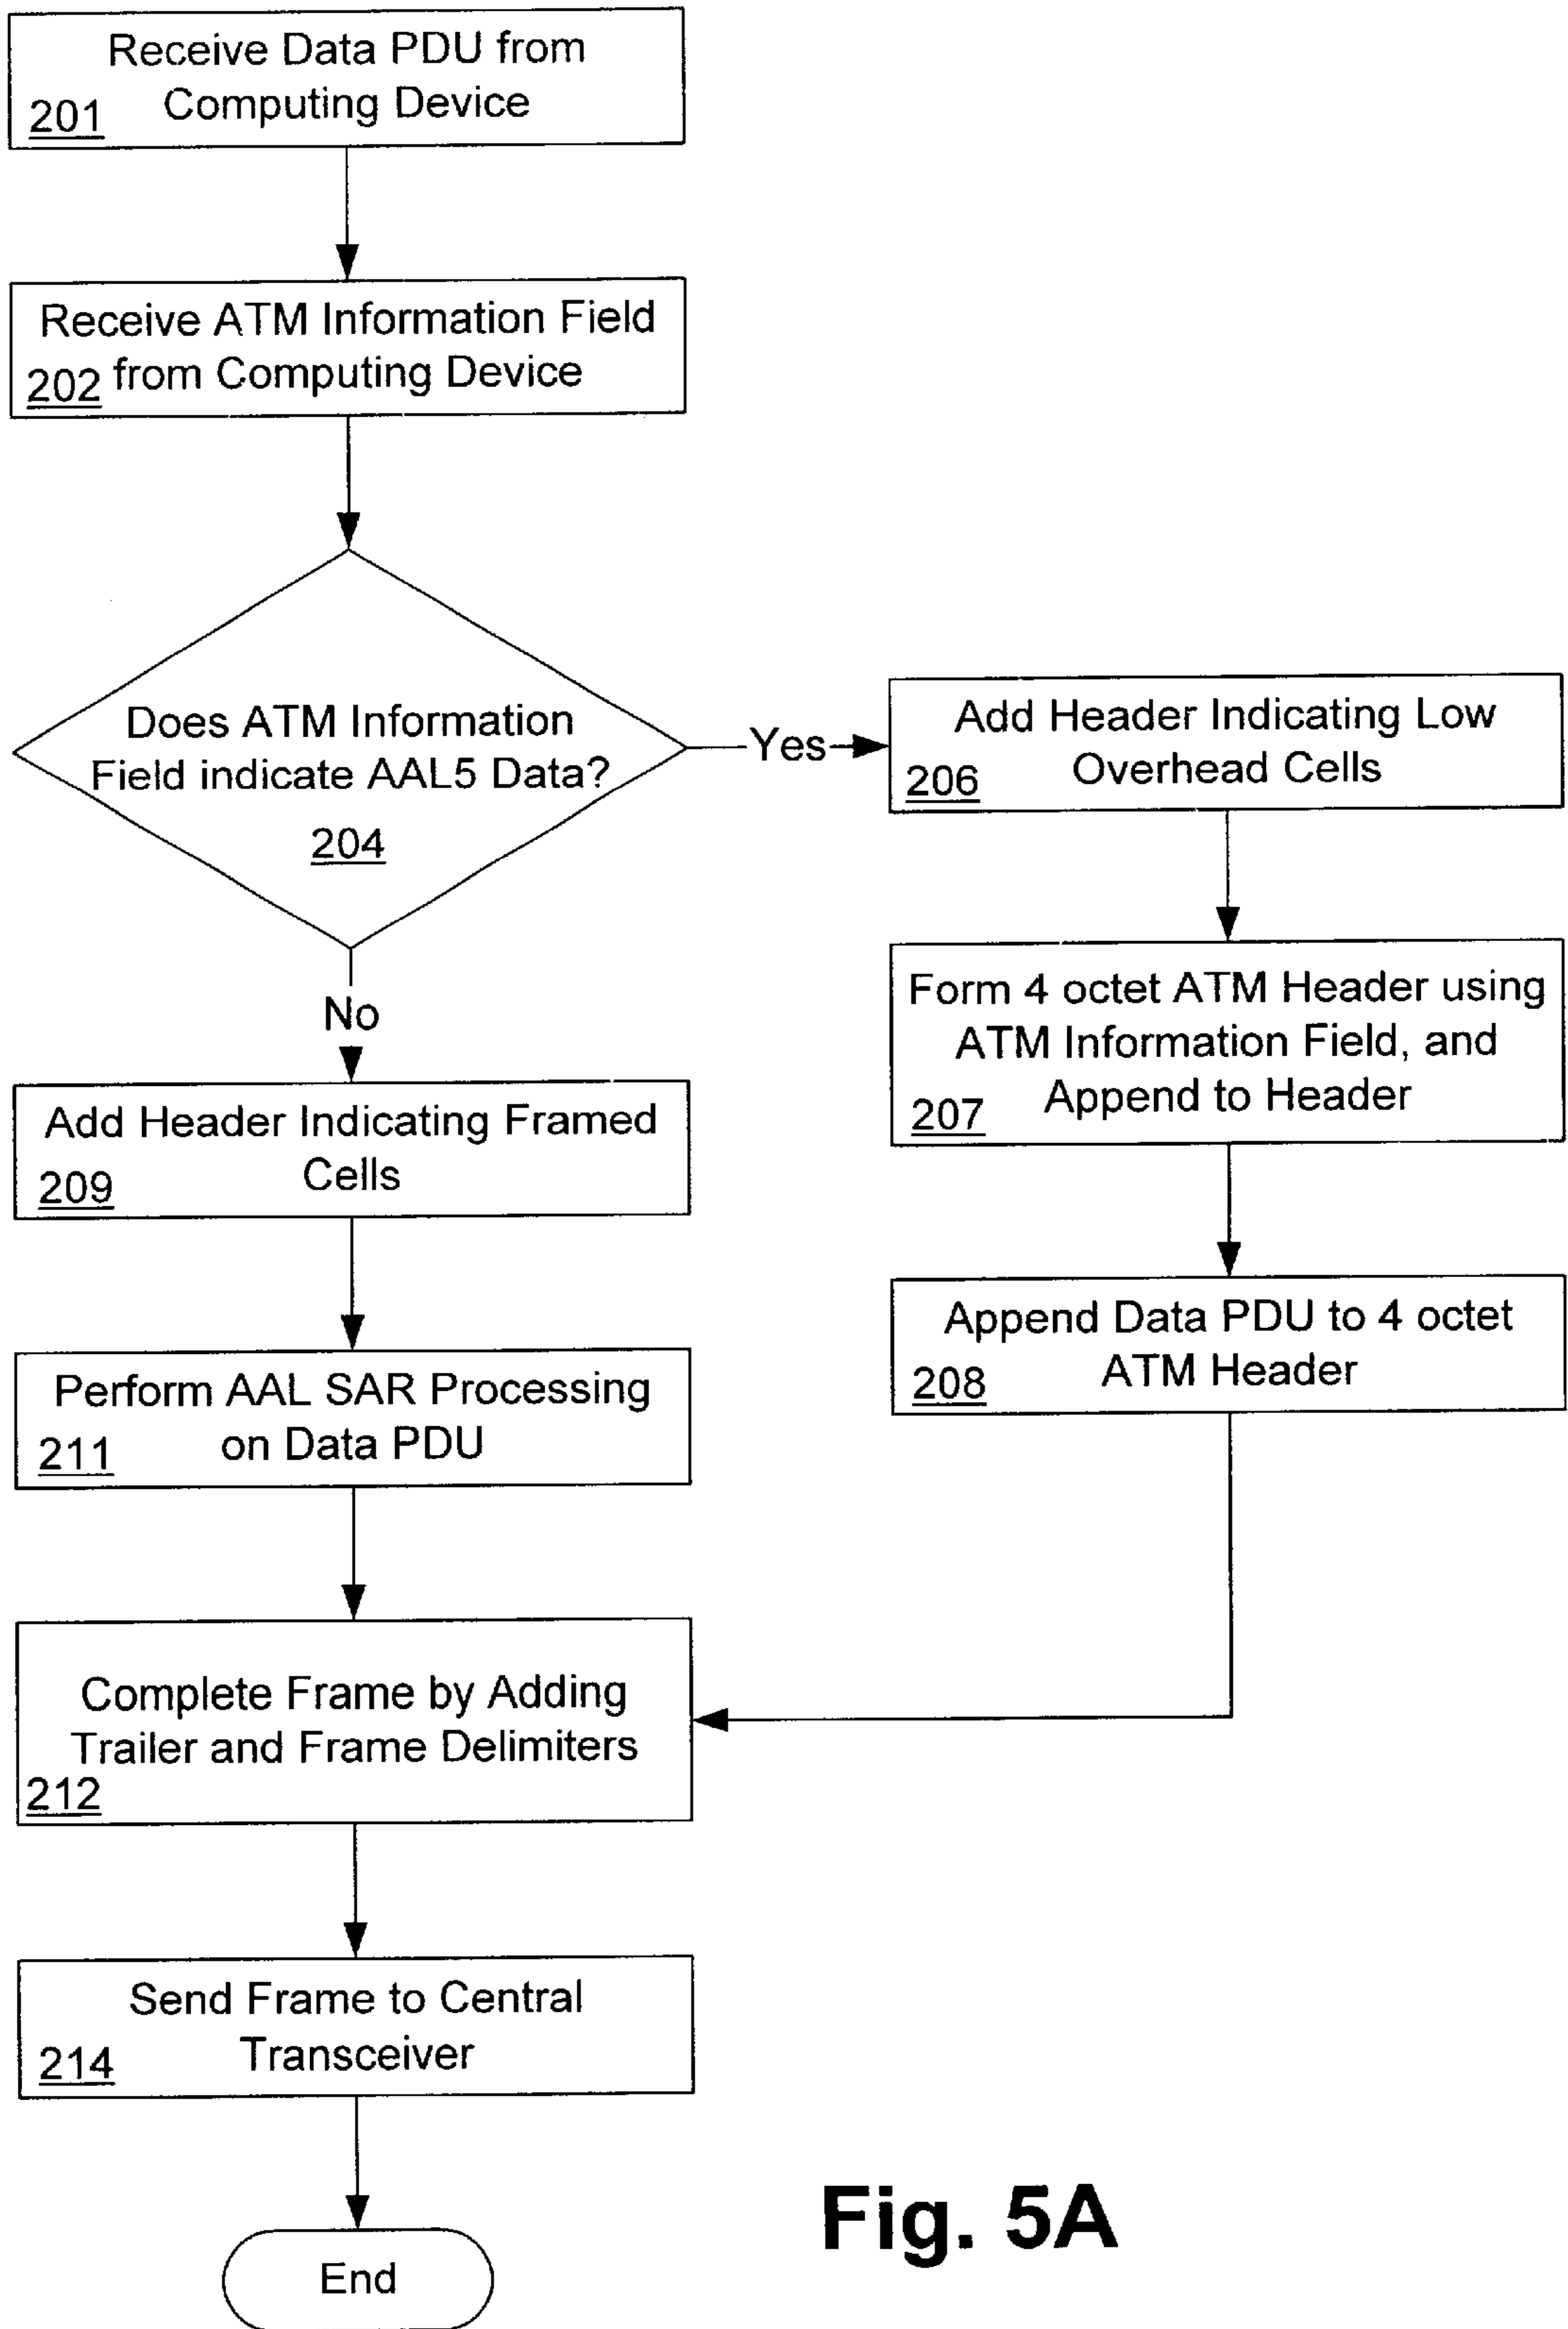 Receive Data PDU from
201 Computing Device
Receive ATM Information Field
202 from Computing Device
Does ATM Information
Field indicate AAL5 Data?
204
Yes
No
Add Header Indicating Low
206 Overhead Cells
Form 4 octet ATM Header using
ATM Information Field, and
207 Append to Header
Append Data PDU to 4 octet
208 ATM Header
Add Header Indicating Framed
209 Cells
Perform AAL SAR Processing
211 on Data PDU
Complete Frame by Adding
Trailer and Frame Delimiters
212
Send Frame to Central
214 Transceiver
End
Fig. 5A